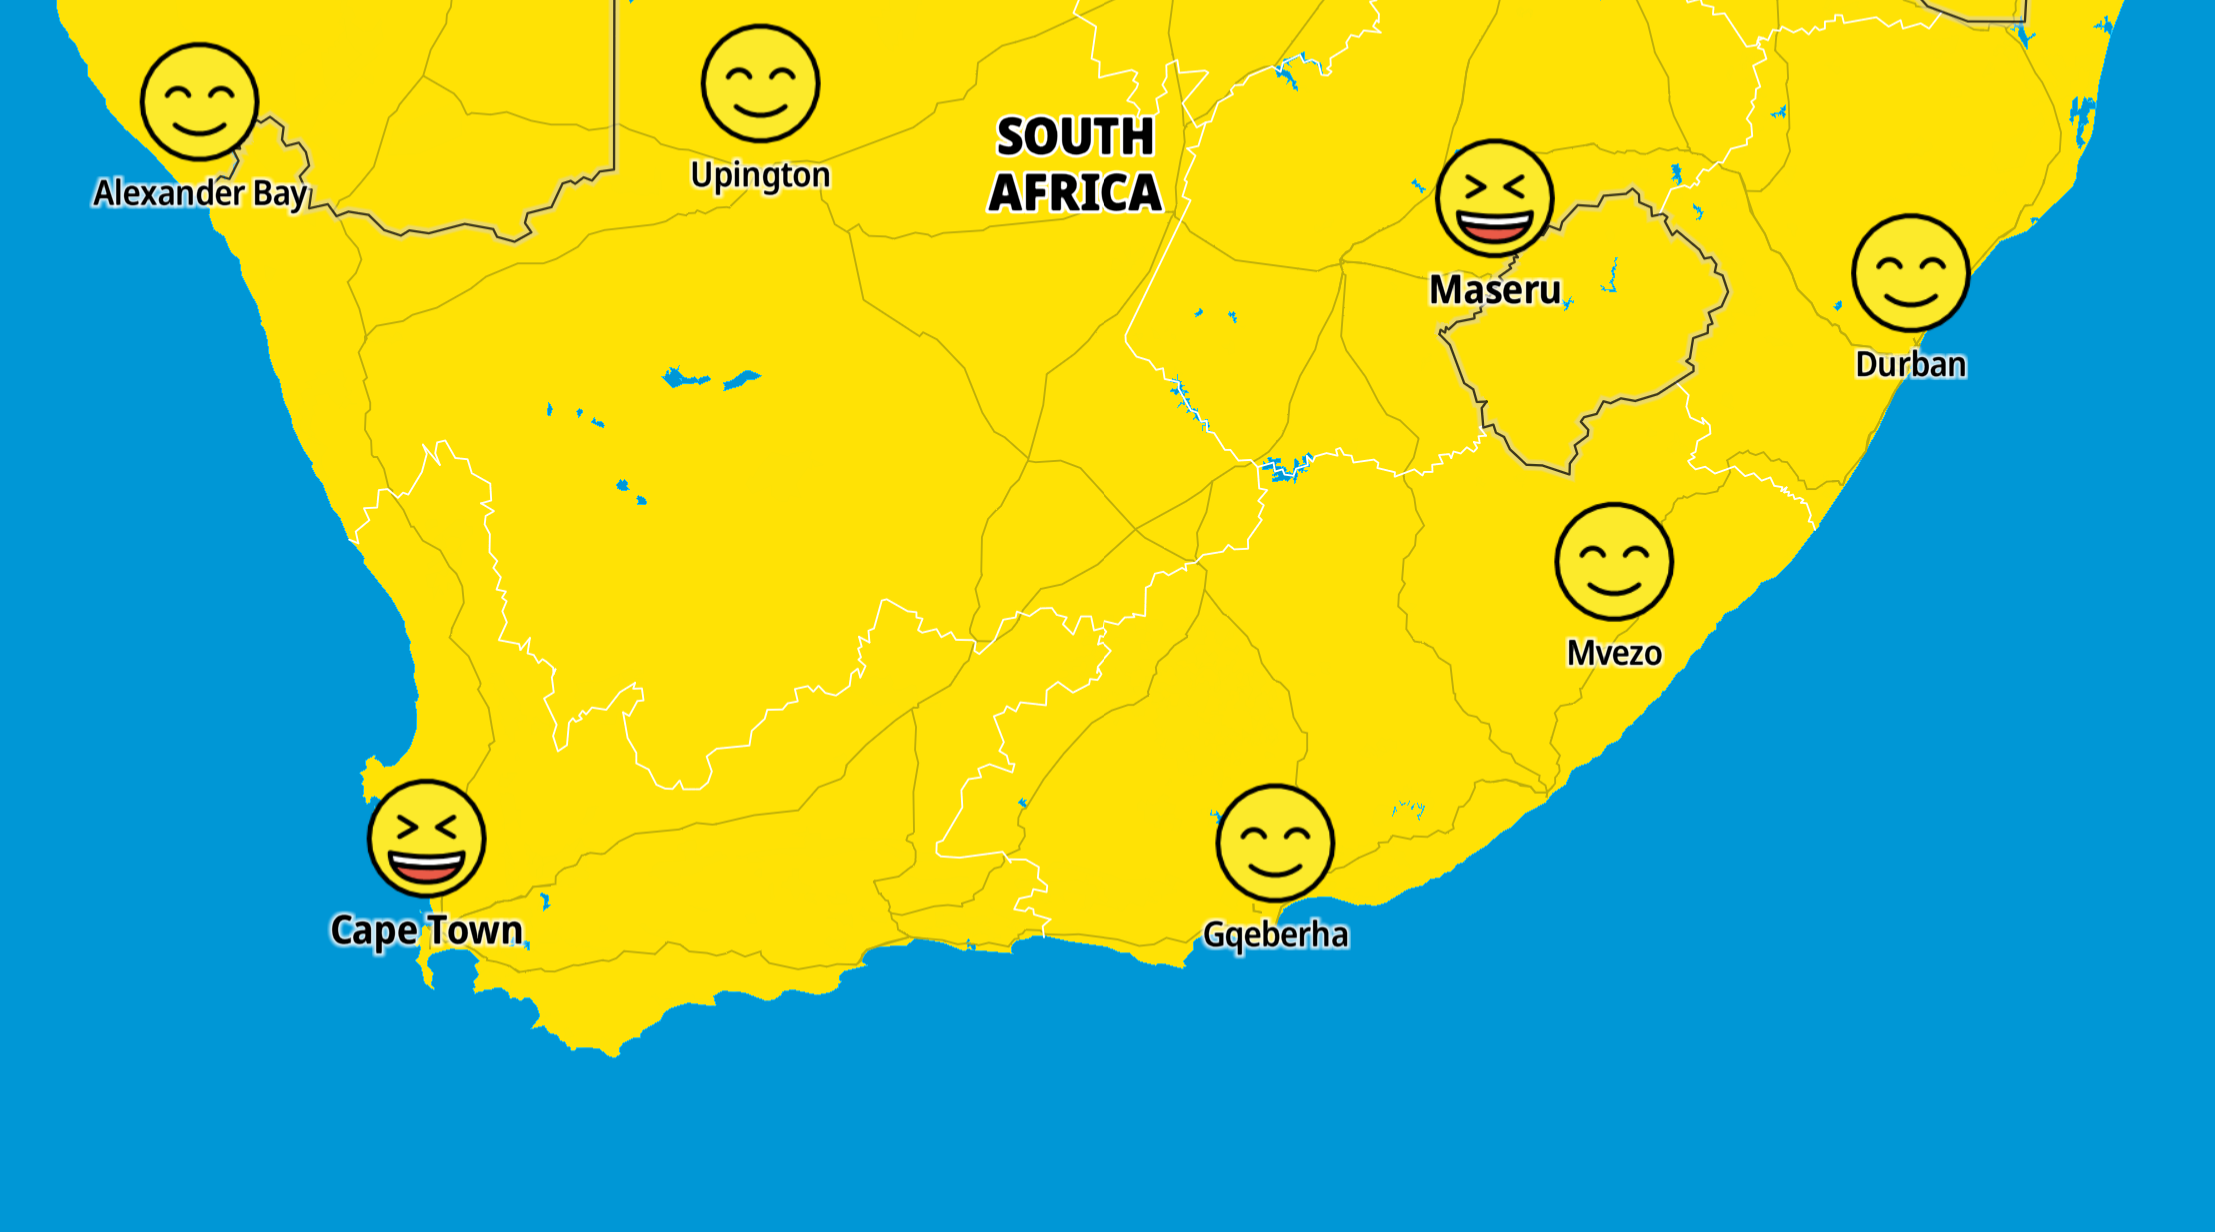 Alexander Bay
Upington
SOUTH
AFRICA
Maseru
Durban
Mvezo
Cape Town
Gqeberha